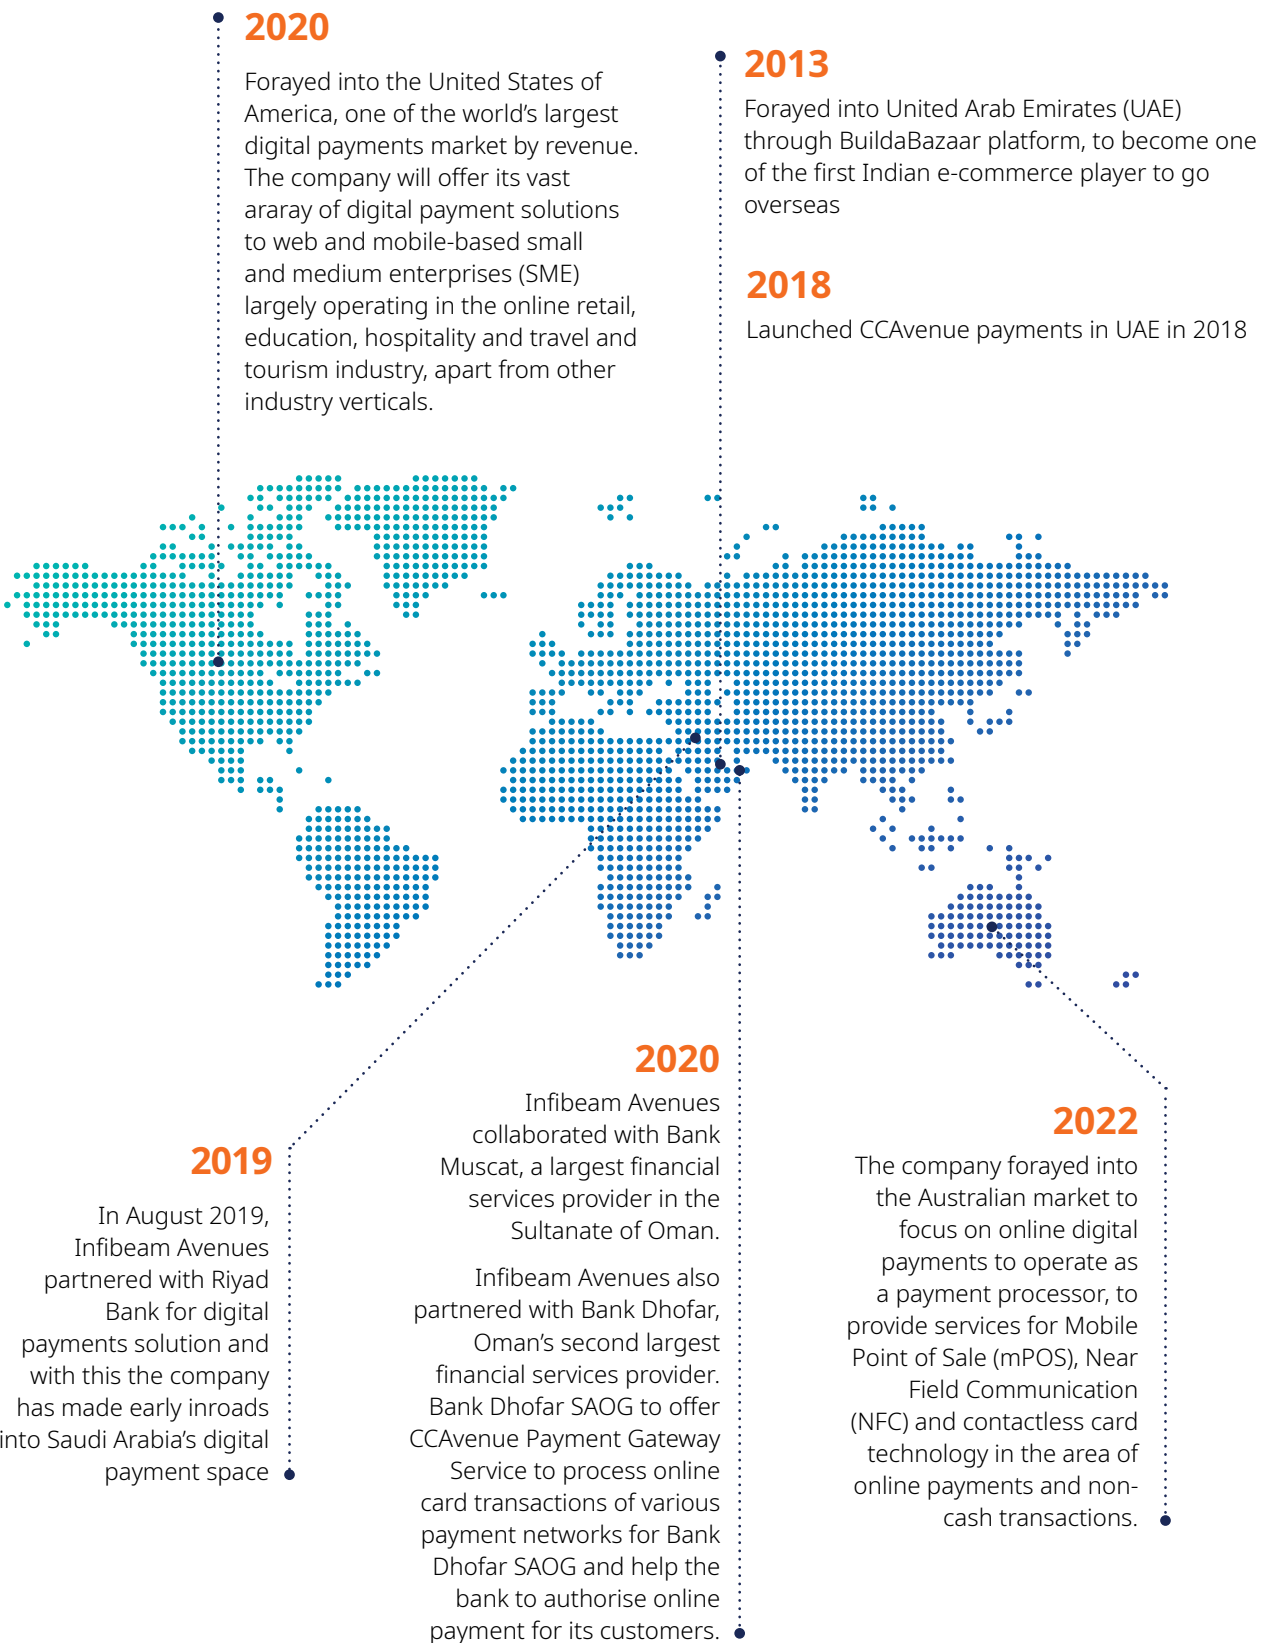 2020
Forayed into the United States of
America, one of the world’s largest
digital payments market by revenue.
The company will offer its vast
araray of digital payment solutions
to web and mobile-based small
and medium enterprises (SME)
largely operating in the online retail,
education, hospitality and travel and
tourism industry, apart from other
industry verticals.
2013
Forayed into United Arab Emirates (UAE)
through BuildaBazaar platform, to become one
of the first Indian e-commerce player to go
overseas
2018
Launched CCAvenue payments in UAE in 2018
2019
In August 2019,
Infibeam Avenues
partnered with Riyad
Bank for digital
payments solution and
with this the company
has made early inroads
into Saudi Arabia’s digital
payment space
2020
Infibeam Avenues
collaborated with Bank
Muscat, a largest financial
services provider in the
Sultanate of Oman.
Infibeam Avenues also
partnered with Bank Dhofar,
Oman’s second largest
financial services provider.
Bank Dhofar SAOG to offer
CCAvenue Payment Gateway
Service to process online
card transactions of various
payment networks for Bank
Dhofar SAOG and help the
bank to authorise online
payment for its customers.
2022
The company forayed into
the Australian market to
focus on online digital
payments to operate as
a payment processor, to
provide services for Mobile
Point of Sale (mPOS), Near
Field Communication
(NFC) and contactless card
technology in the area of
online payments and non-
cash transactions.